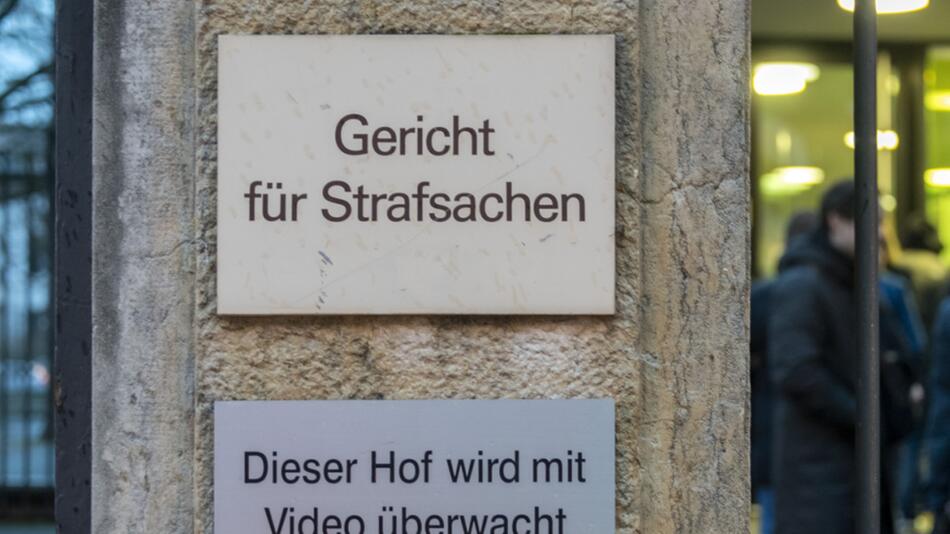 Gericht
für Strafsachen
Dieser Hof wird mit
Video überwacht